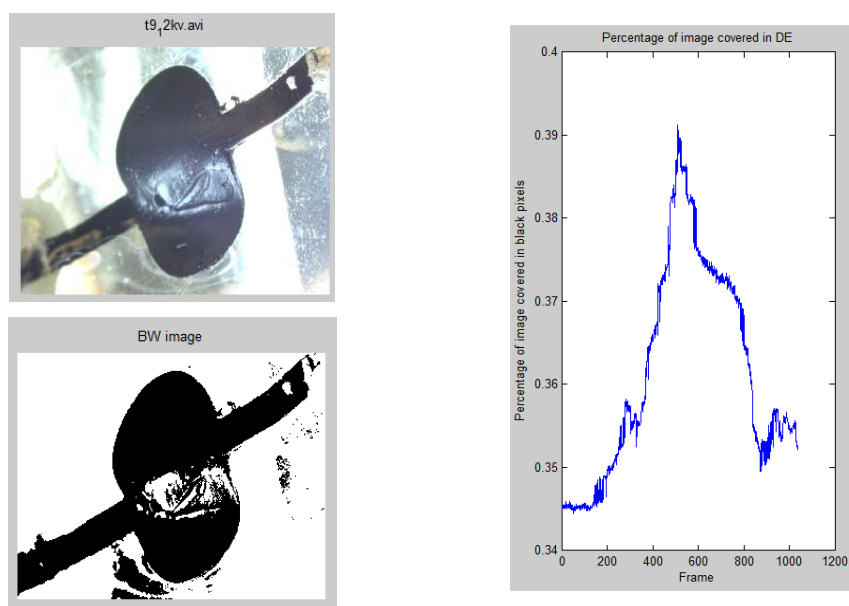 t9₁2kv.avi
BW image
Percentage of image covered in DE
Percentage of image covered in black pixels
0.4
0.39
0.38
0.37
0.36
0.35
0.34
0 200 400 600 800 1000 1200
Frame